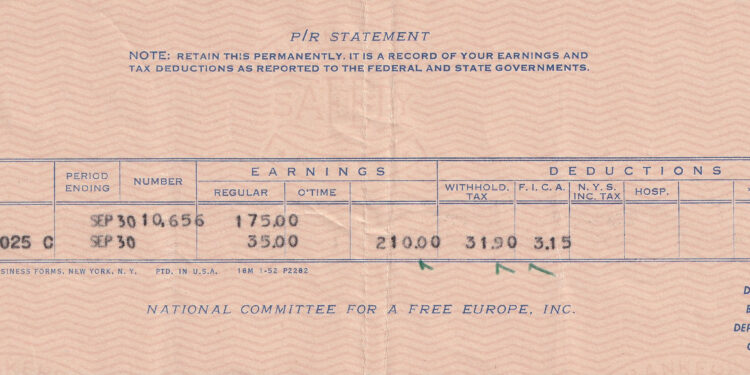 P/R STATEMENT
NOTE: RETAIN THIS PERMANENTLY. IT IS A RECORD OF YOUR EARNINGS AND
TAX DEDUCTIONS AS REPORTED TO THE FEDERAL AND STATE GOVERNMENTS.
PERIOD ENDING NUMBER EARNINGS DEDUCTIONS
REGULAR O'TIME WITHHOLD. TAX F.I.C.A. N.Y.S. INC. TAX HOSP.
SEP 30 10,656 175.00
025 C SEP 30 35.00 210.00 31.90 3.15
SINESS FORMS, NEW YORK, N. Y. PTD. IN U.S.A. 16M 1-52 P2282
NATIONAL COMMITTEE FOR A FREE EUROPE, INC.